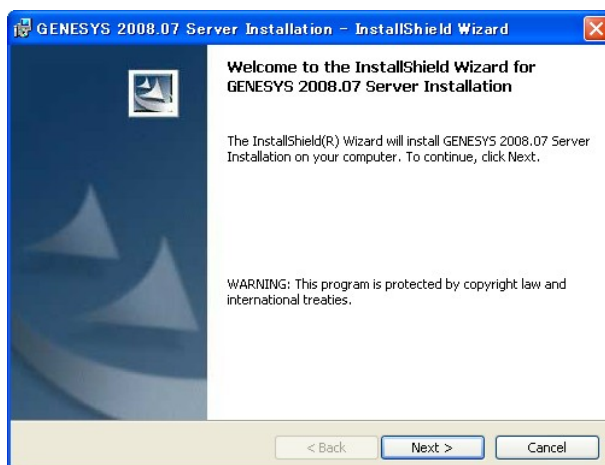 GENESYS 2008.07 Server Installation - InstallShield Wizard
Welcome to the InstallShield Wizard for
GENESYS 2008.07 Server Installation
The InstallShield(R) Wizard will install GENESYS 2008.07 Server
Installation on your computer. To continue, click Next.
WARNING: This program is protected by copyright law and
international treaties.
< Back
Next >
Cancel